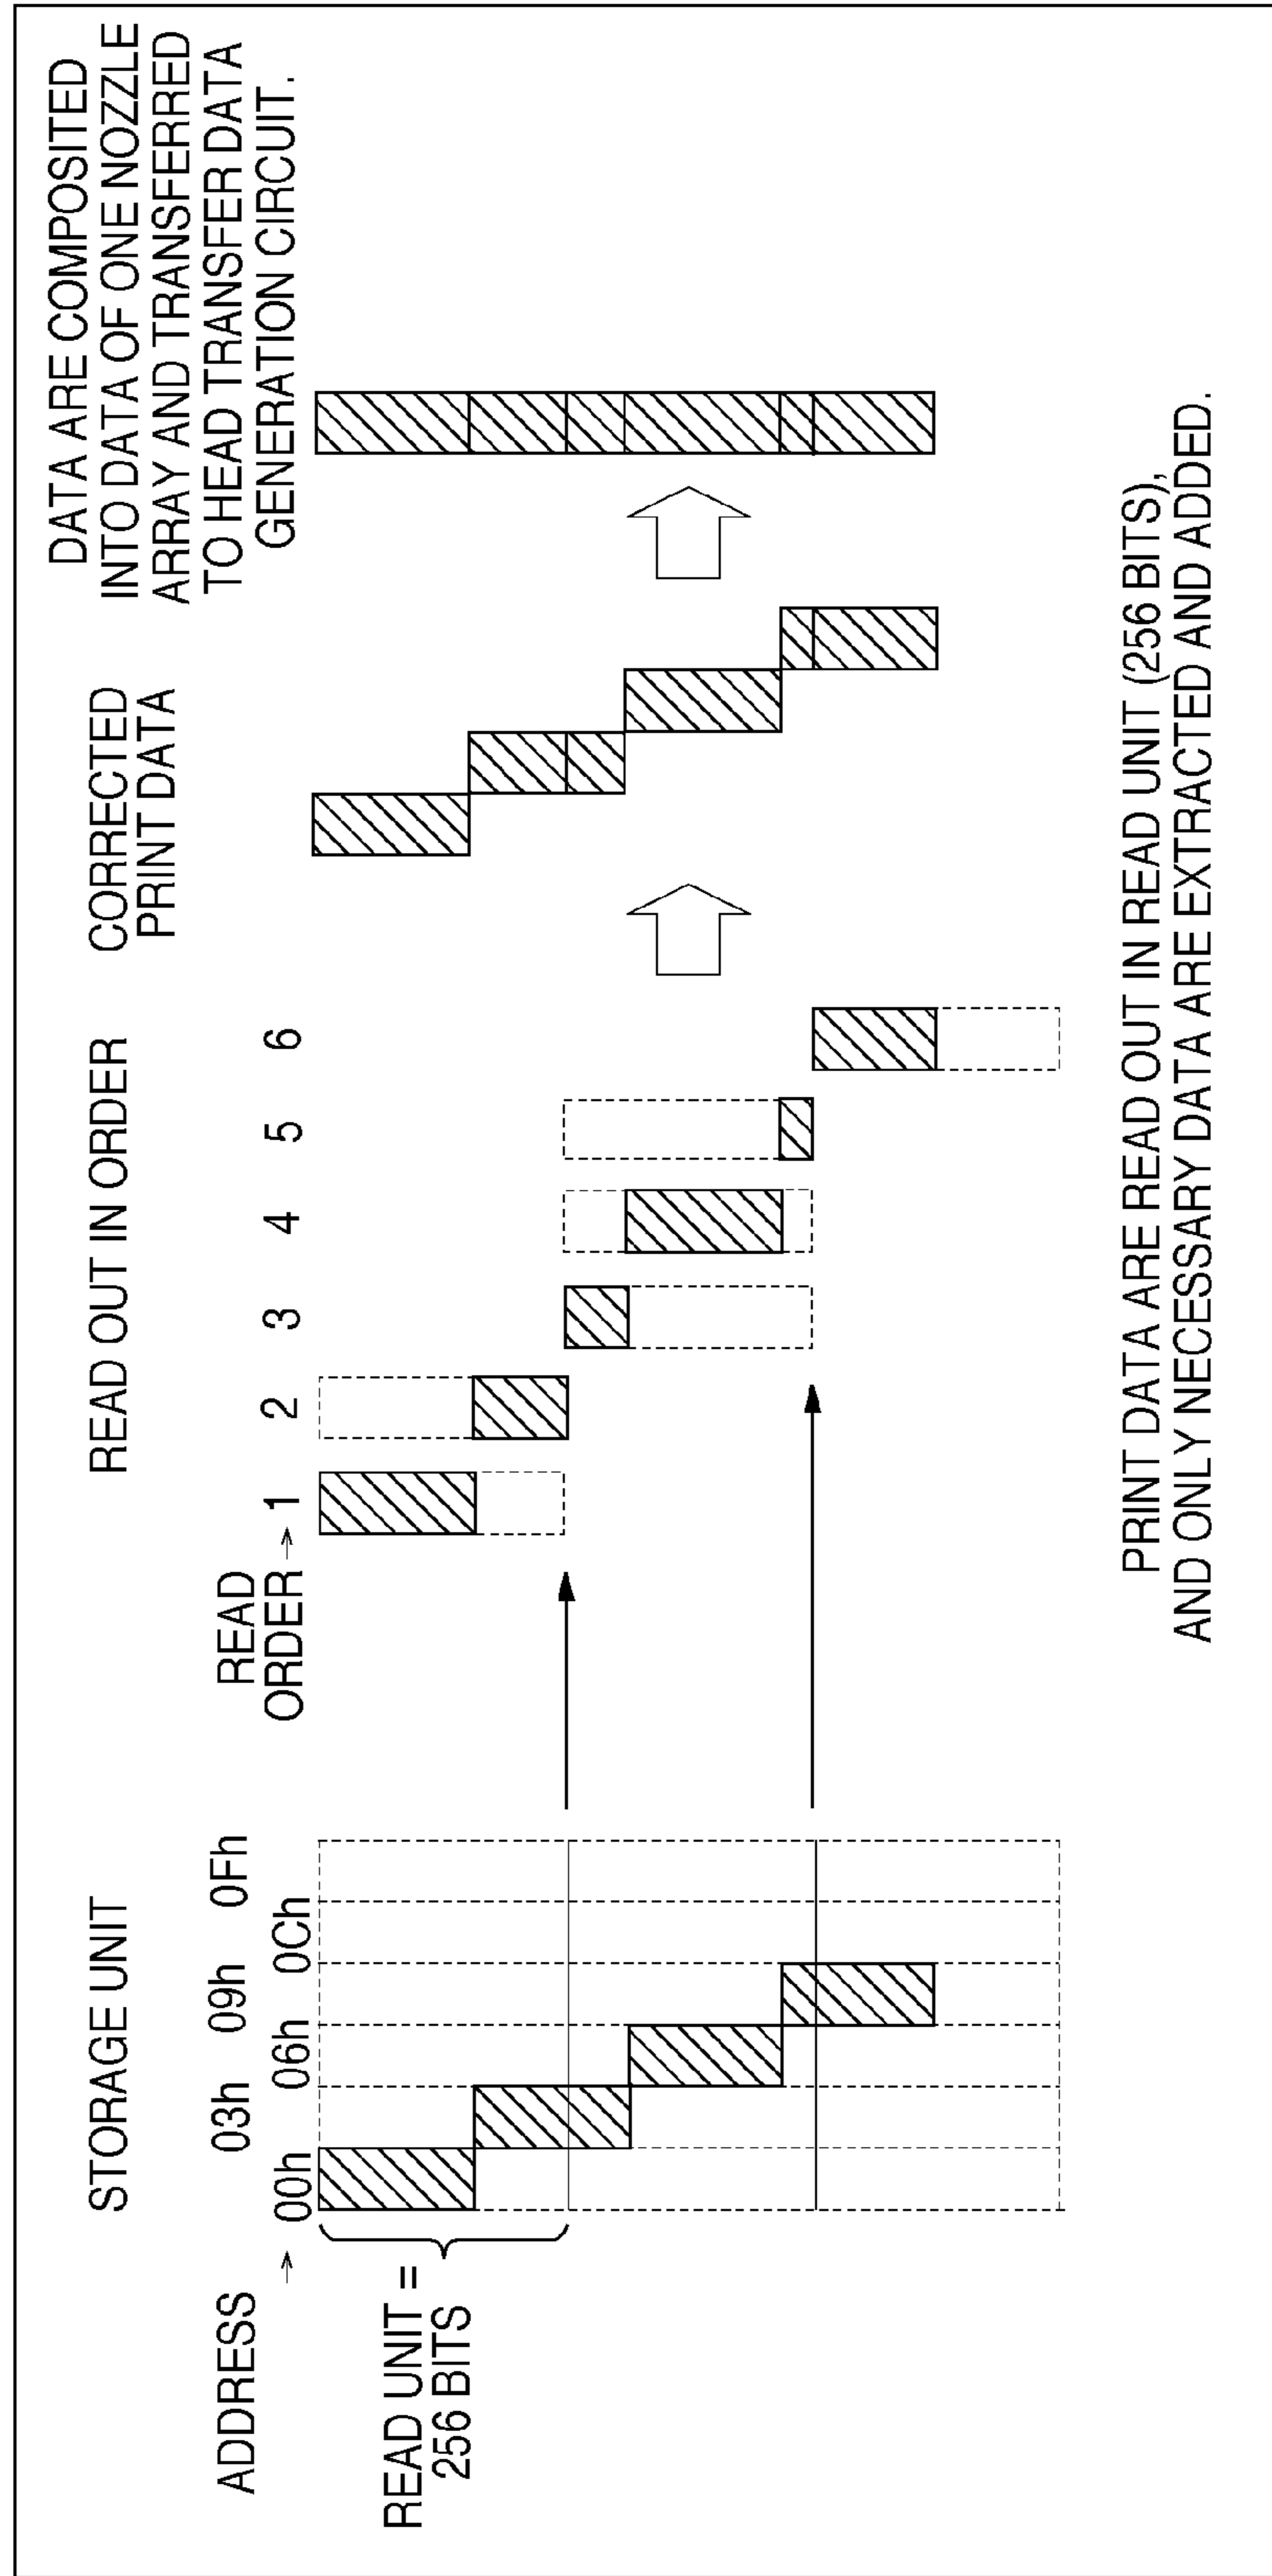 STORAGE UNIT
ADDRESS →
00h
03h
06h
09h
0Ch
0Fh
READ UNIT =
256 BITS
READ OUT IN ORDER
READ
ORDER →
1
2
3
4
5
6
CORRECTED
PRINT DATA
DATA ARE COMPOSITED
INTO DATA OF ONE NOZZLE
ARRAY AND TRANSFERRED
TO HEAD TRANSFER DATA
GENERATION CIRCUIT.
PRINT DATA ARE READ OUT IN READ UNIT (256 BITS),
AND ONLY NECESSARY DATA ARE EXTRACTED AND ADDED.